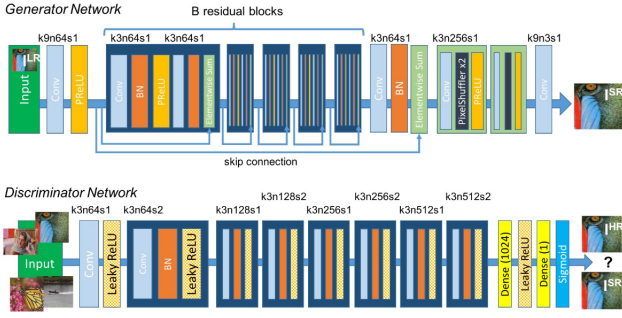 Generator Network
B residual blocks
k9n64s1
k3n64s1
k3n64s1
k3n64s1
k3n256s1
k9n3s1
I LR
Input
Conv
PReLU
Conv
BN
PReLU
Elementwise Sum
Conv
BN
Elementwise Sum
Conv
PixelShuffler x2
PReLU
Conv
I SR
skip connection
Discriminator Network
k3n64s1
k3n64s2
k3n128s1
k3n128s2
k3n256s1
k3n256s2
k3n512s1
k3n512s2
Input
Conv
Leaky ReLU
Conv
BN
Leaky ReLU
Dense (1024)
Leaky ReLU
Dense (1)
Sigmoid
I HR
?
I SR